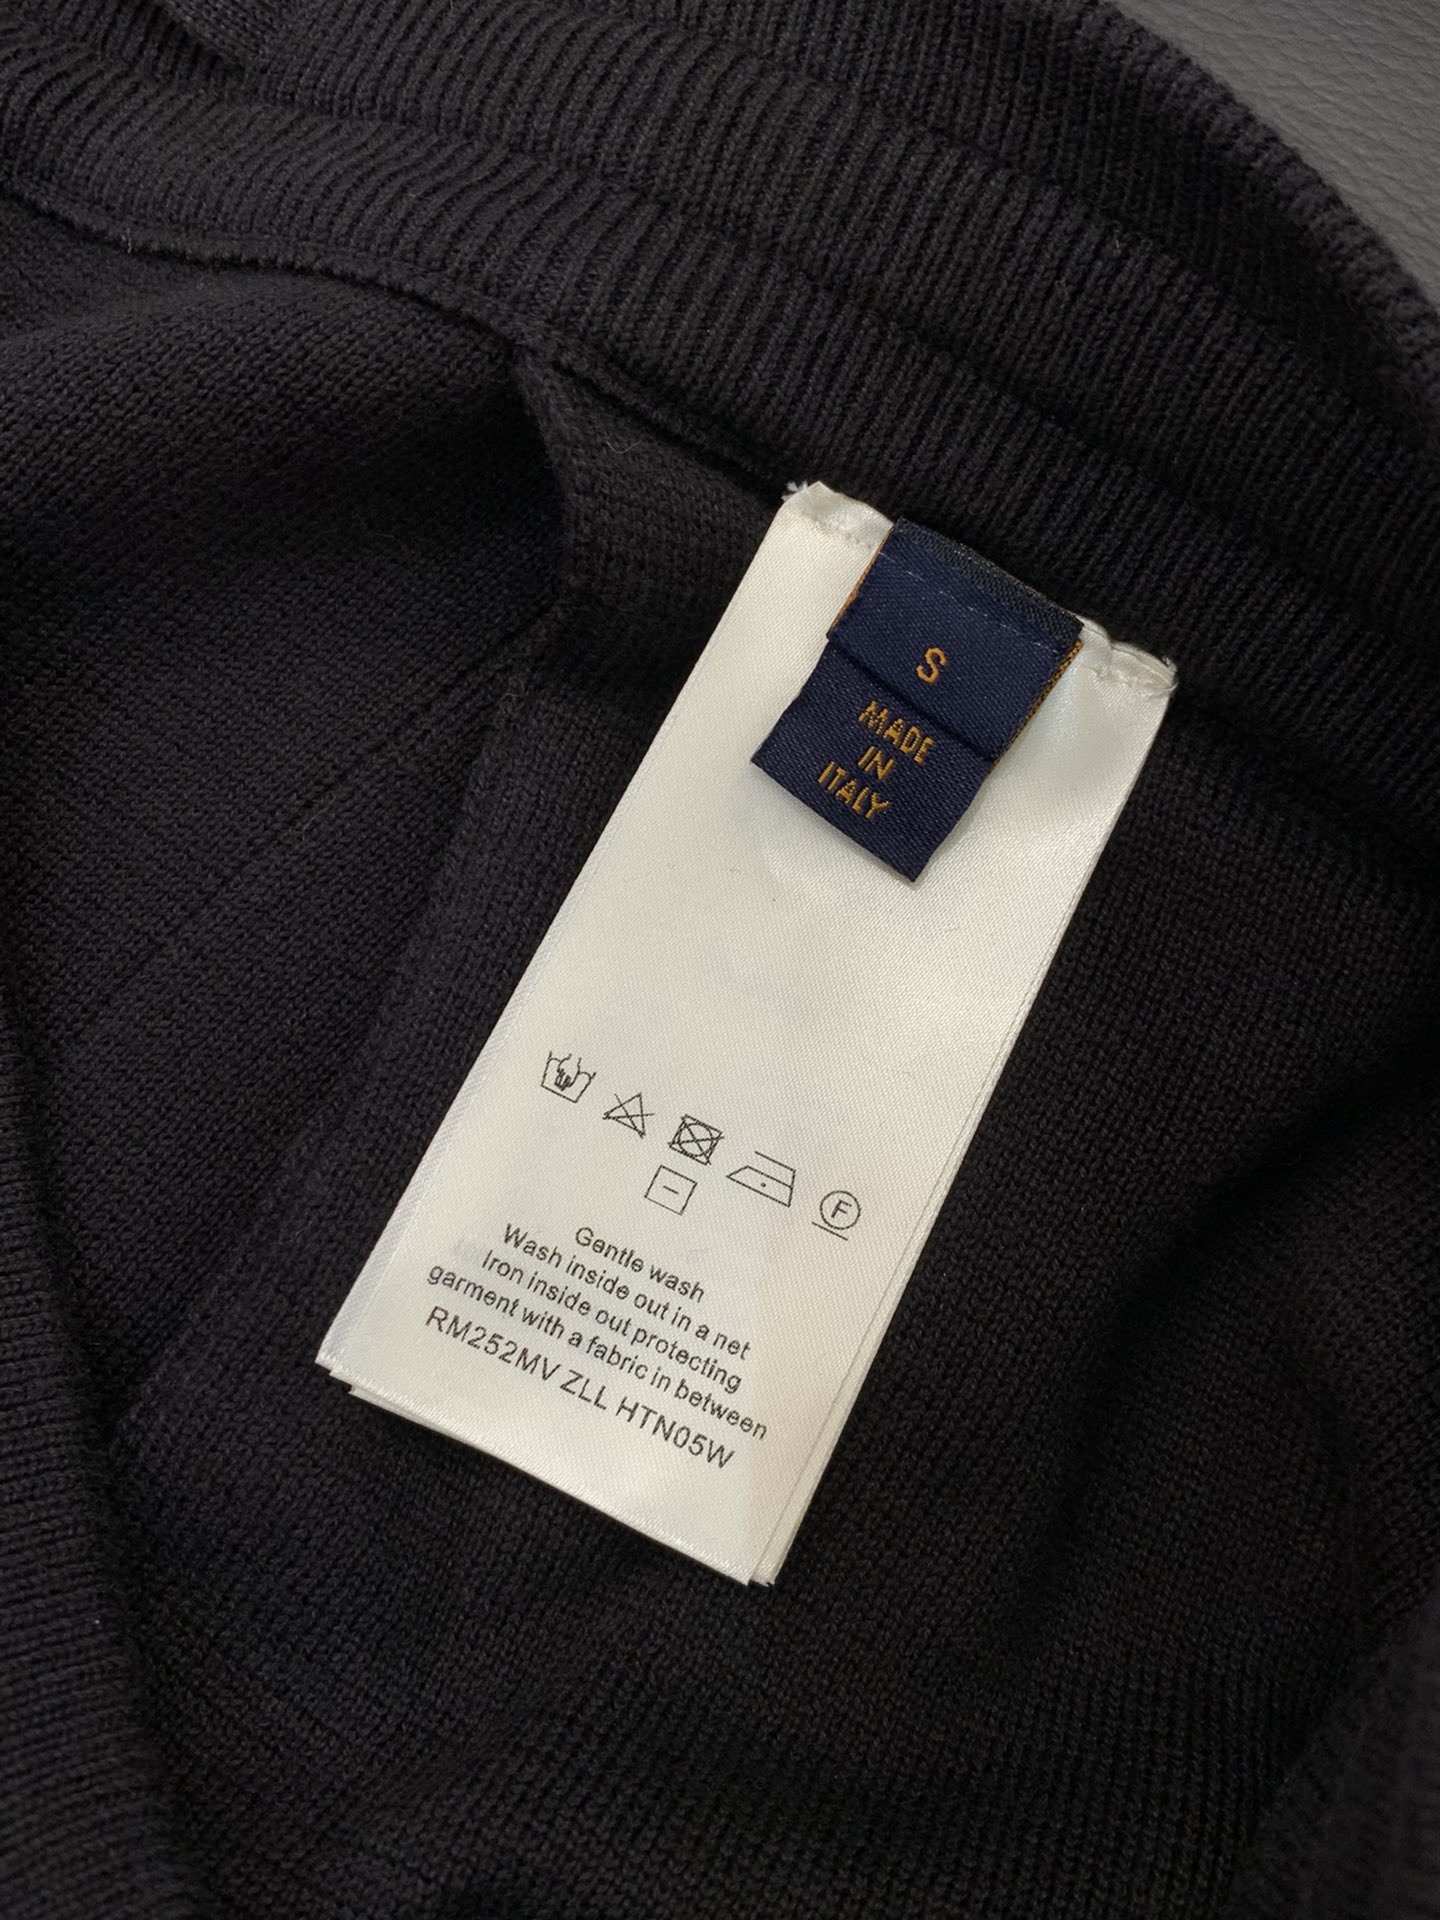 S
MADE
IN
ITALY
F
Gentle wash
Wash inside out in a net
Iron inside out protecting
garment with a fabric in between
RM252MV ZLL HTN05W